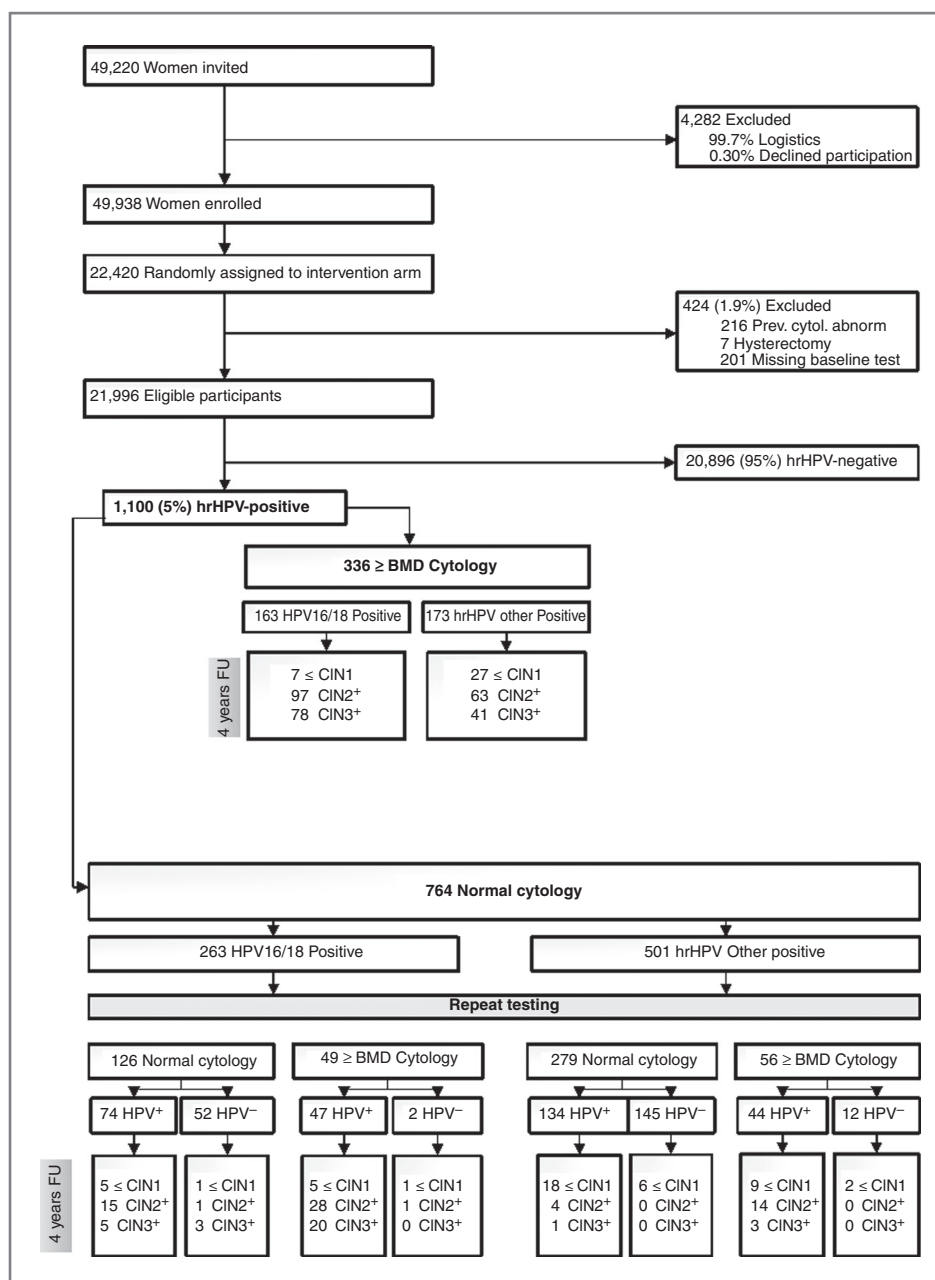 49,220 Women invited
4,282 Excluded
99.7% Logistics
0.30% Declined participation
49,938 Women enrolled
22,420 Randomly assigned to intervention arm
424 (1.9%) Excluded
216 Prev. cytol. abnorm
7 Hysterectomy
201 Missing baseline test
21,996 Eligible participants
20,896 (95%) hrHPV-negative
1,100 (5%) hrHPV-positive
336 ≥ BMD Cytology
163 HPV16/18 Positive
173 hrHPV other Positive
4 years FU
7 ≤ CIN1
97 CIN2+
78 CIN3+
27 ≤ CIN1
63 CIN2+
41 CIN3+
764 Normal cytology
263 HPV16/18 Positive
501 hrHPV Other positive
Repeat testing
126 Normal cytology
49 ≥ BMD Cytology
279 Normal cytology
56 ≥ BMD Cytology
74 HPV+
52 HPV−
47 HPV+
2 HPV−
134 HPV+
145 HPV−
44 HPV+
12 HPV−
4 years FU
5 ≤ CIN1
15 CIN2+
5 CIN3+
1 ≤ CIN1
1 CIN2+
3 CIN3+
5 ≤ CIN1
28 CIN2+
20 CIN3+
1 ≤ CIN1
1 CIN2+
0 CIN3+
18 ≤ CIN1
4 CIN2+
1 CIN3+
6 ≤ CIN1
0 CIN2+
0 CIN3+
9 ≤ CIN1
14 CIN2+
3 CIN3+
2 ≤ CIN1
0 CIN2+
0 CIN3+